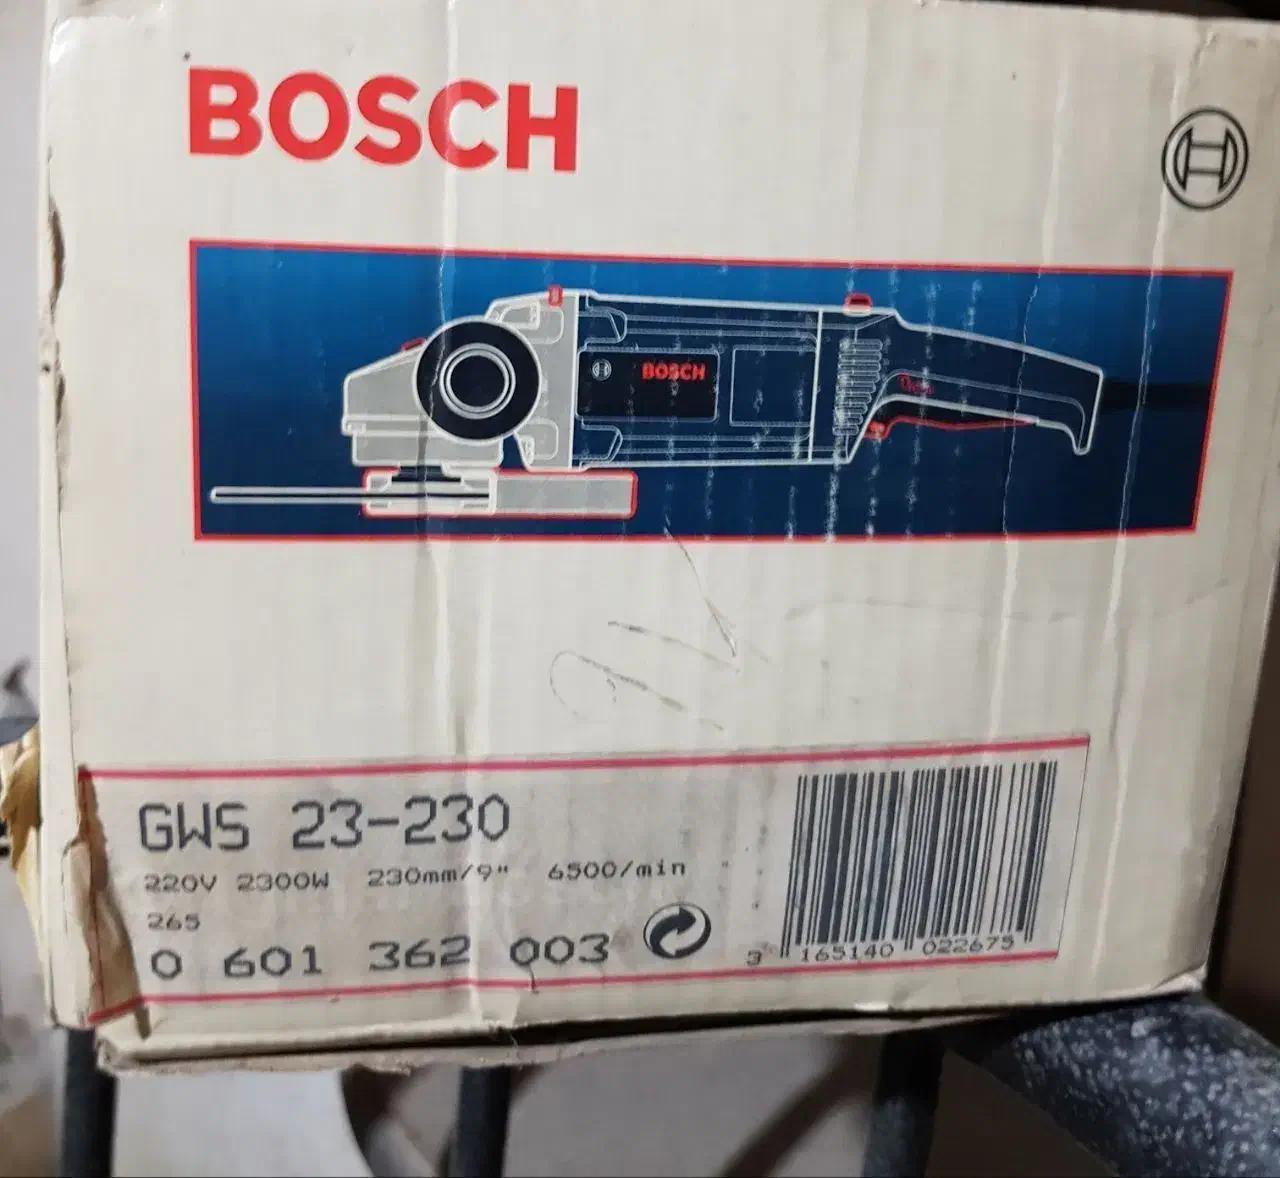 BOSCH
BOSCH
GWS 23-230
220V 2300W 230mm/9" 6500/min
265
0 601 362 003
3 165140 022675